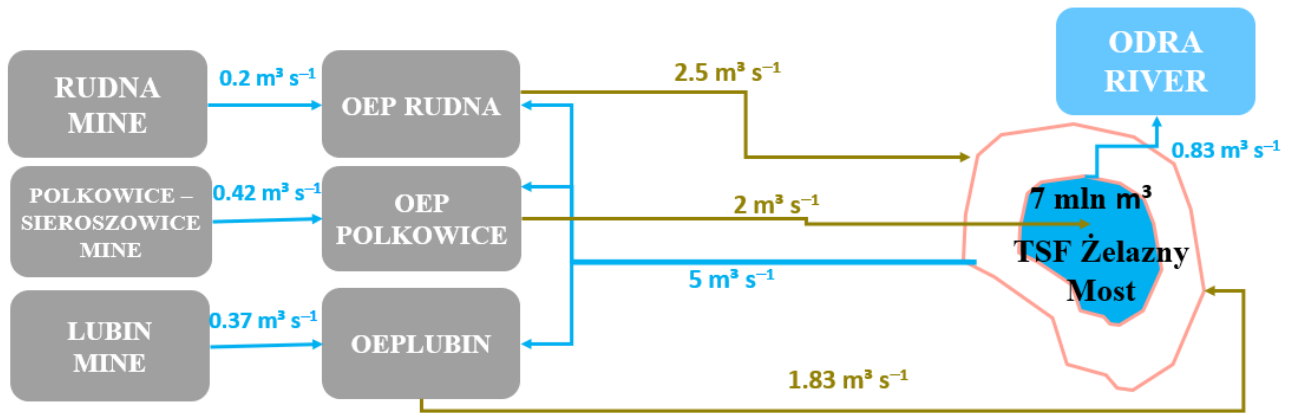 RUDNA
MINE
0.2 m³ s⁻¹
OEP RUDNA
2.5 m³ s⁻¹
ODRA
RIVER
0.83 m³ s⁻¹
POLKOWICE –
SIEROSZOWICE
MINE
0.42 m³ s⁻¹
OEP
POLKOWICE
2 m³ s⁻¹
7 mln m³
TSF Żelazny
Most
5 m³ s⁻¹
LUBIN
MINE
0.37 m³ s⁻¹
OEPLUBIN
1.83 m³ s⁻¹